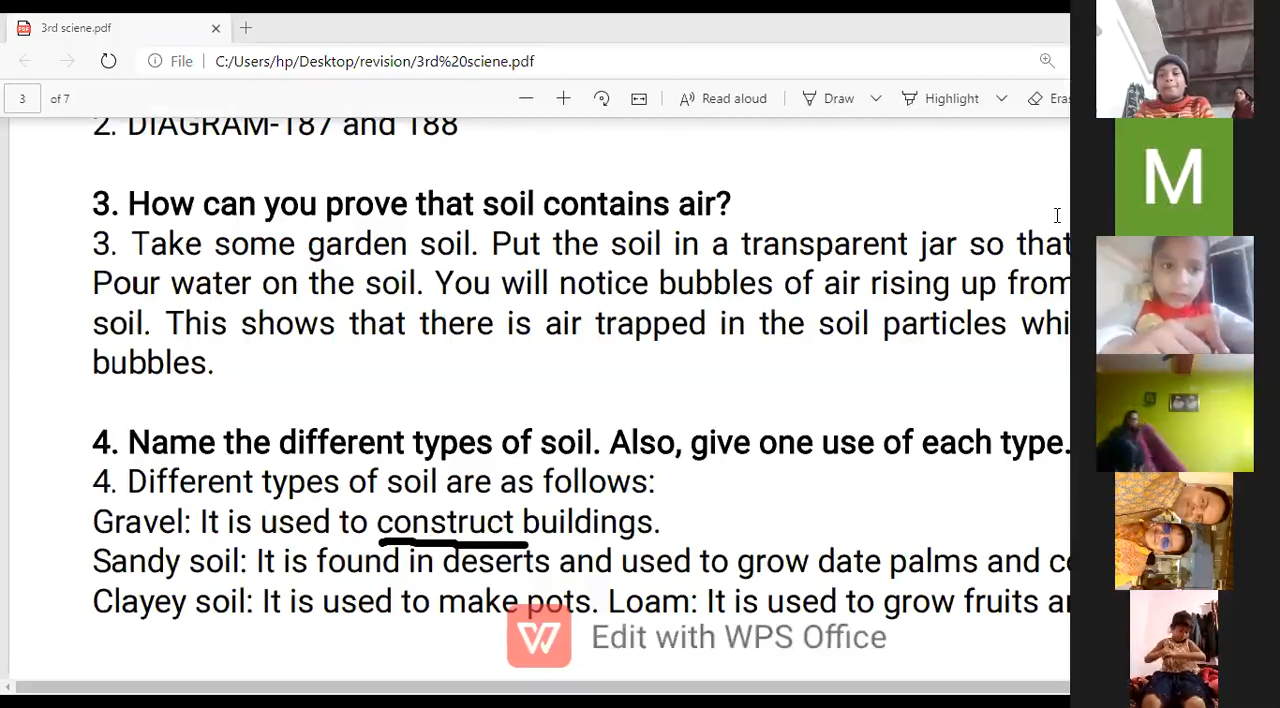 3rd sciene.pdf
File C:/Users/hp/Desktop/revision/3rd%20sciene.pdf
3 of 7 Read aloud Draw Highlight Eras
2. DIAGRAM-187 and 188
3. How can you prove that soil contains air?
3. Take some garden soil. Put the soil in a transparent jar so that
Pour water on the soil. You will notice bubbles of air rising up from
soil. This shows that there is air trapped in the soil particles whi
bubbles.
4. Name the different types of soil. Also, give one use of each type.
4. Different types of soil are as follows:
Gravel: It is used to construct buildings.
Sandy soil: It is found in deserts and used to grow date palms and co
Clayey soil: It is used to make pots. Loam: It is used to grow fruits an
W Edit with WPS Office
M